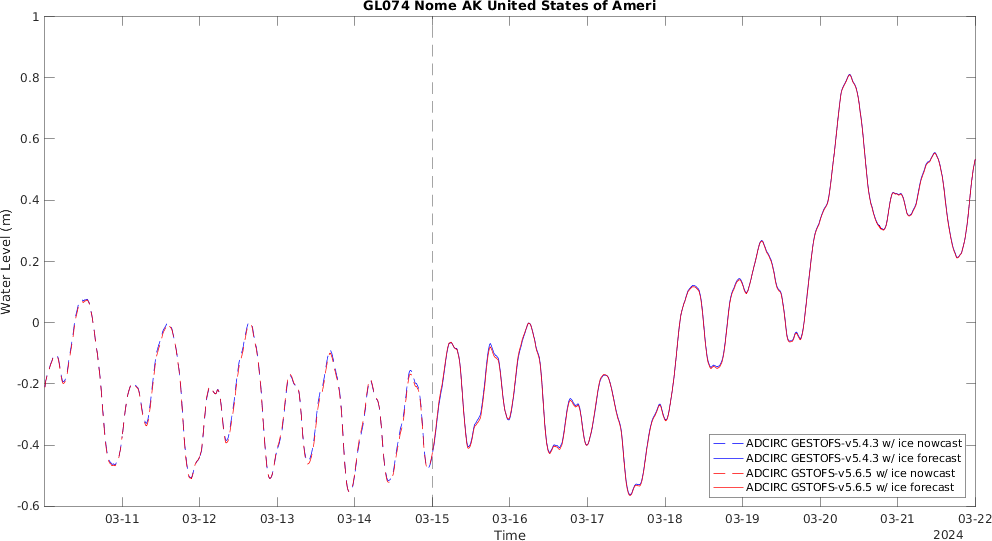 GL074 Nome AK United States of Ameri
1
0.8
0.6
0.4
0.2
0
-0.2
-0.4
-0.6
Water Level (m)
03-11 03-12 03-13 03-14 03-15 03-16 03-17 03-18 03-19 03-20 03-21 03-22
Time
2024
ADCIRC GESTOFS-v5.4.3 w/ ice nowcast
ADCIRC GESTOFS-v5.4.3 w/ ice forecast
ADCIRC GSTOFS-v5.6.5 w/ ice nowcast
ADCIRC GSTOFS-v5.6.5 w/ ice forecast